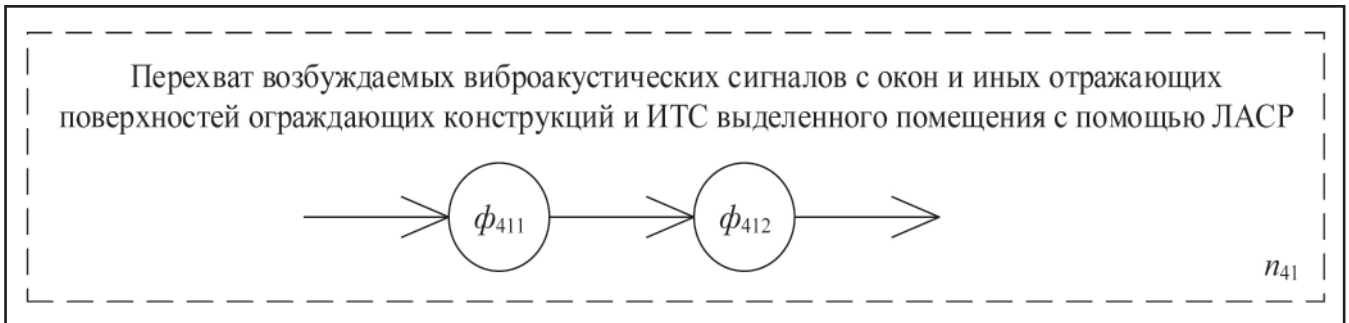 Перехват возбуждаемых виброакустических сигналов с окон и иных отражающих
поверхностей ограждающих конструкций и ИТС выделенного помещения с помощью ЛАСР
ф411 ф412
n41